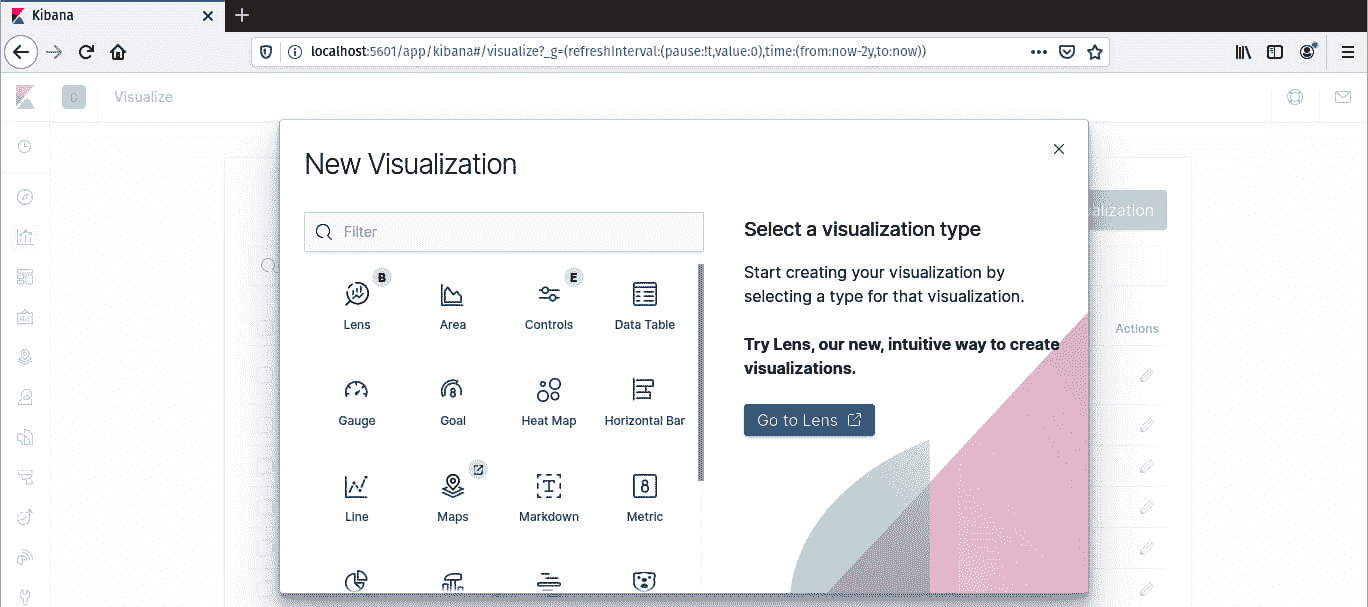 Kibana
localhost:5601/app/kibana#/visualize?_g=(refreshInterval:(pause:!t,value:0),time:(from:now-2y,to:now))
D
Visualize
New Visualization
alization
Filter
Select a visualization type
Start creating your visualization by
selecting a type for that visualization.
B
E
Lens
Area
Controls
Data Table
Actions
Try Lens, our new, intuitive way to create
visualizations.
8
Gauge
Goal
Heat Map
Horizontal Bar
Go to Lens
T
8
Line
Maps
Markdown
Metric